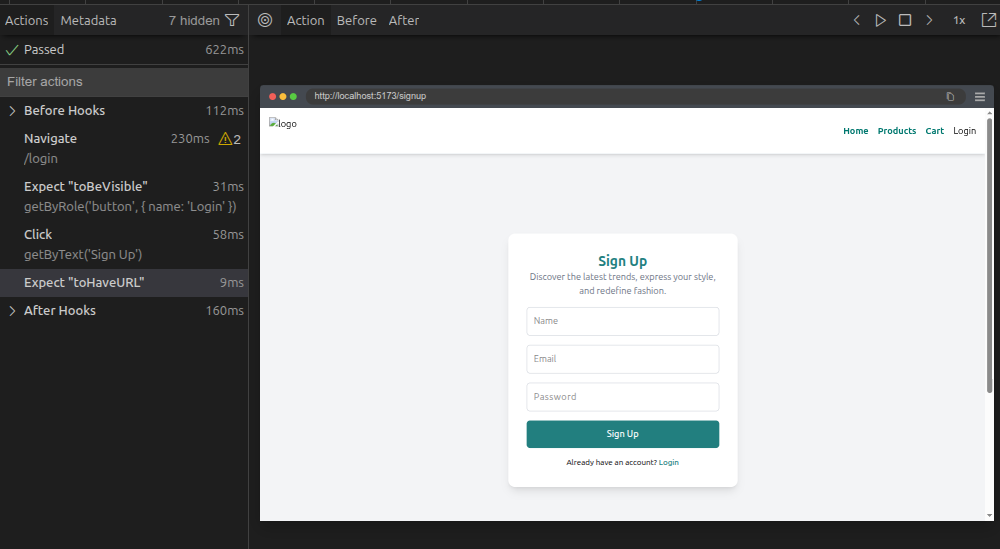 Actions Metadata 7 hidden
Action Before After
1x
Passed 622ms
Filter actions
Before Hooks 112ms
Navigate 230ms 2
/login
Expect "toBeVisible" 31ms
getByRole('button', { name: 'Login' })
Click 58ms
getByText('Sign Up')
Expect "toHaveURL" 9ms
After Hooks 160ms
http://localhost:5173/signup
logo
Home Products Cart Login
Sign Up
Discover the latest trends, express your style,
and redefine fashion.
Name
Email
Password
Sign Up
Already have an account? Login